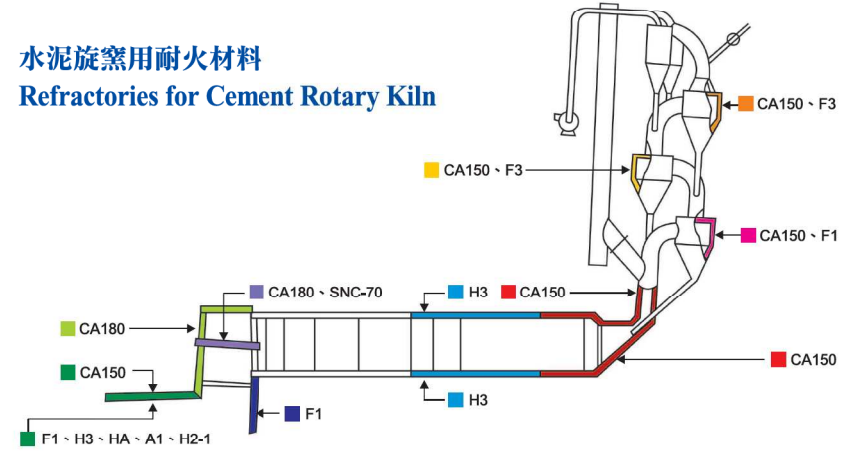 水泥旋窯用耐火材料
Refractories for Cement Rotary Kiln
CA150、F3
CA150、F3
CA150、F1
CA180、SNC-70
H3
CA150
CA180
CA150
CA150
H3
F1
F1、H3、HA、A1、H2-1